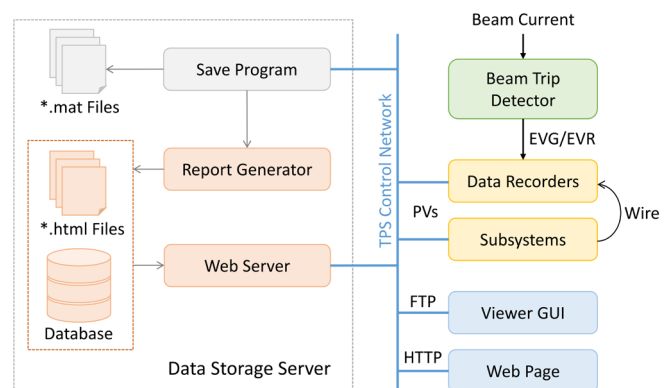 Beam Current
Save Program
Beam Trip
Detector
*.mat Files
TPS Control Network
EVG/EVR
Report Generator
Data Recorders
PVs
Wire
*.html Files
Subsystems
Web Server
FTP
Viewer GUI
Database
HTTP
Web Page
Data Storage Server